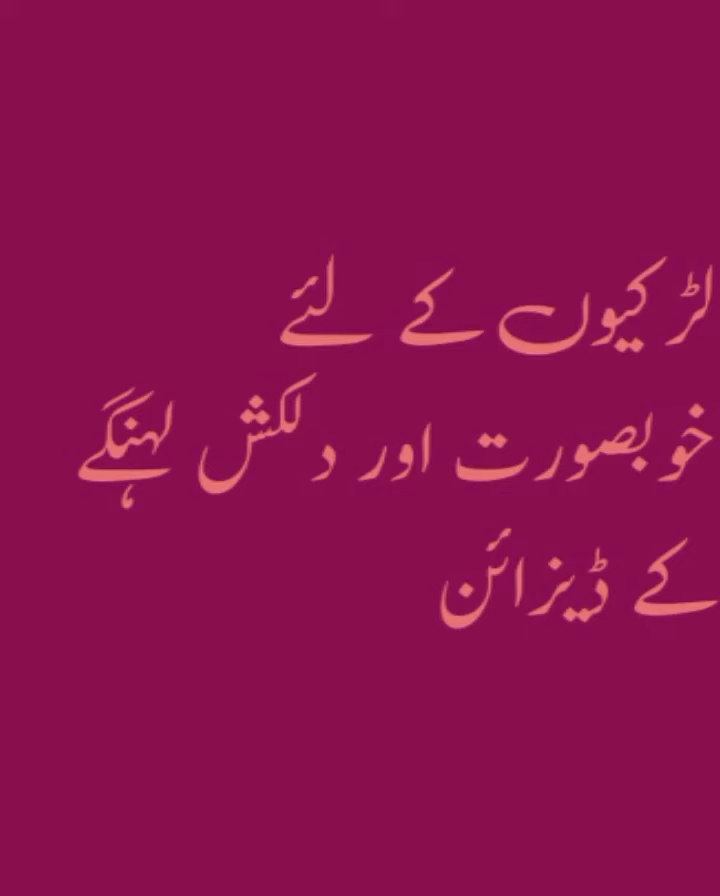 لڑکیوں کے لئے
خوبصورت اور دلکش لہنگے
کے ڈیزائن